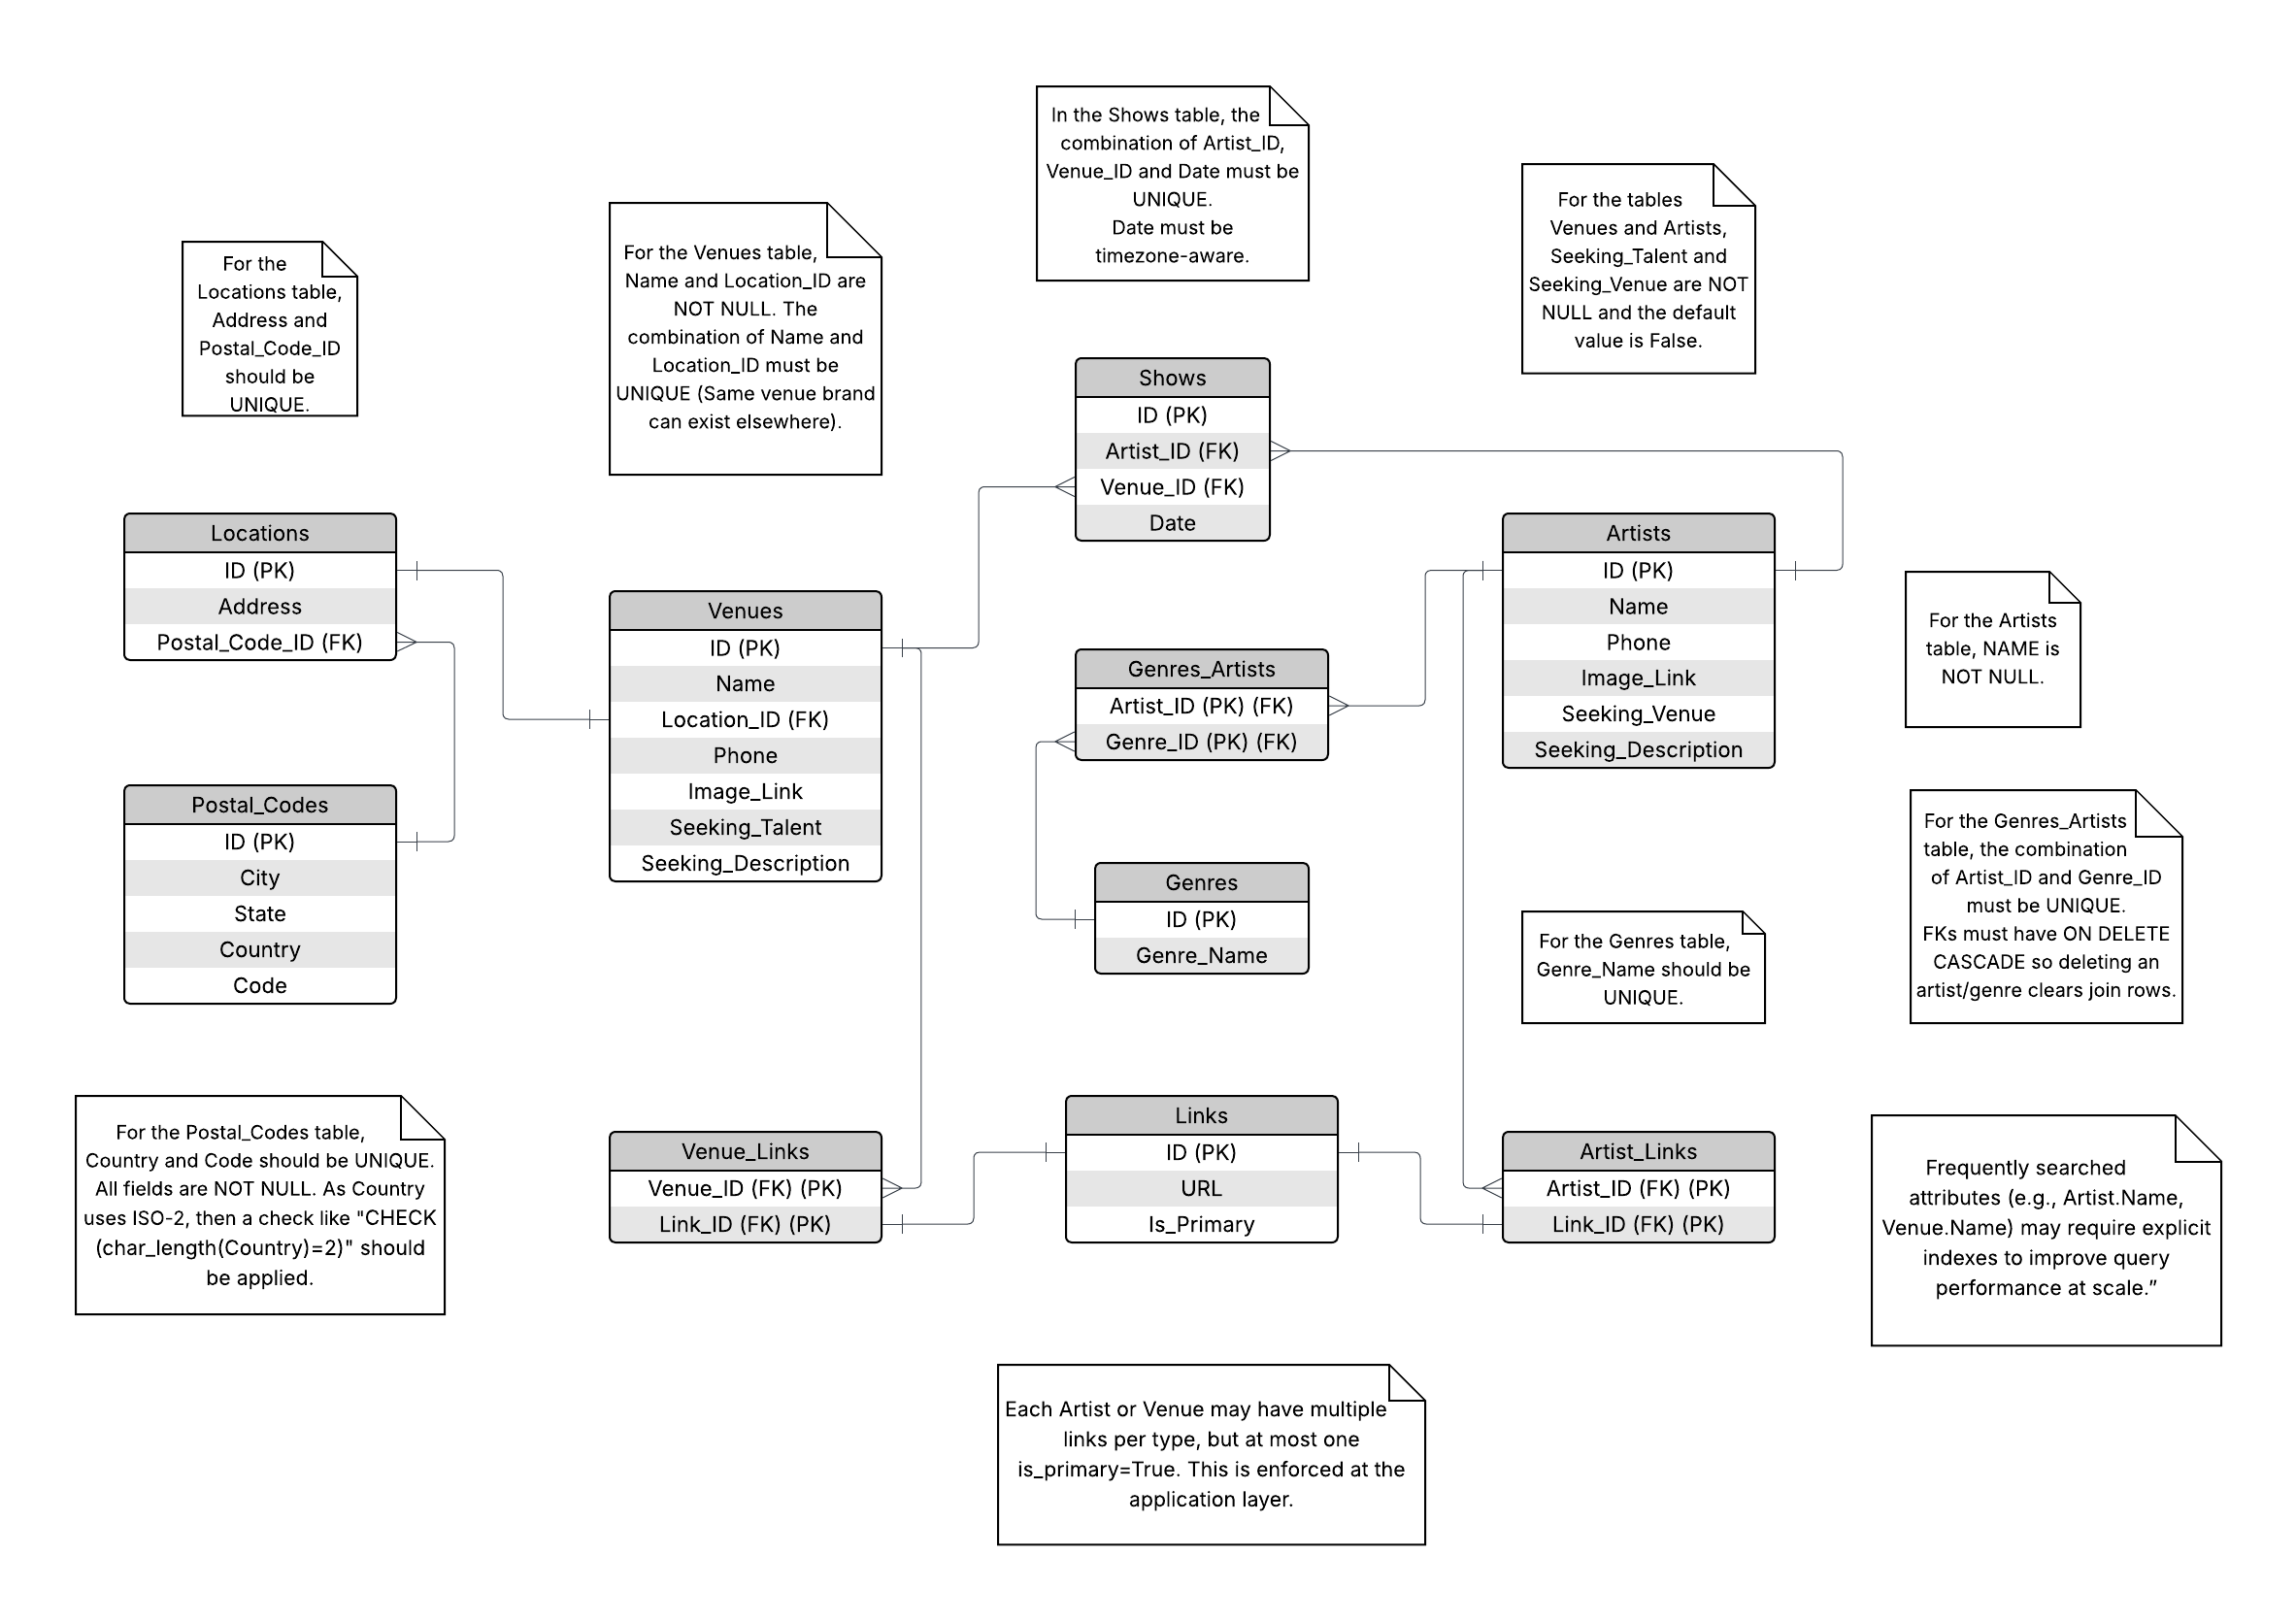 In the Shows table, the
combination of Artist_ID,
Venue_ID and Date must be
UNIQUE.
Date must be
timezone-aware.
For the tables
Venues and Artists,
Seeking_Talent and
Seeking_Venue are NOT
NULL and the default
value is False.
For the Venues table,
Name and Location_ID are
NOT NULL. The
combination of Name and
Location_ID must be
UNIQUE (Same venue brand
can exist elsewhere).
For the
Locations table,
Address and
Postal_Code_ID
should be
UNIQUE.
Shows
ID (PK)
Artist_ID (FK)
Venue_ID (FK)
Date
Locations
ID (PK)
Address
Postal_Code_ID (FK)
Venues
ID (PK)
Name
Location_ID (FK)
Phone
Image_Link
Seeking_Talent
Seeking_Description
Artists
ID (PK)
Name
Phone
Image_Link
Seeking_Venue
Seeking_Description
For the Artists
table, NAME is
NOT NULL.
Genres_Artists
Artist_ID (PK) (FK)
Genre_ID (PK) (FK)
Postal_Codes
ID (PK)
City
State
Country
Code
Genres
ID (PK)
Genre_Name
For the Genres_Artists
table, the combination
of Artist_ID and Genre_ID
must be UNIQUE.
FKs must have ON DELETE
CASCADE so deleting an
artist/genre clears join rows.
For the Genres table,
Genre_Name should be
UNIQUE.
For the Postal_Codes table,
Country and Code should be UNIQUE.
All fields are NOT NULL. As Country
uses ISO-2, then a check like "CHECK
(char_length(Country)=2)" should
be applied.
Venue_Links
Venue_ID (FK) (PK)
Link_ID (FK) (PK)
Links
ID (PK)
URL
Is_Primary
Artist_Links
Artist_ID (FK) (PK)
Link_ID (FK) (PK)
Frequently searched
attributes (e.g., Artist.Name,
Venue.Name) may require explicit
indexes to improve query
performance at scale.”
Each Artist or Venue may have multiple
links per type, but at most one
is_primary=True. This is enforced at the
application layer.